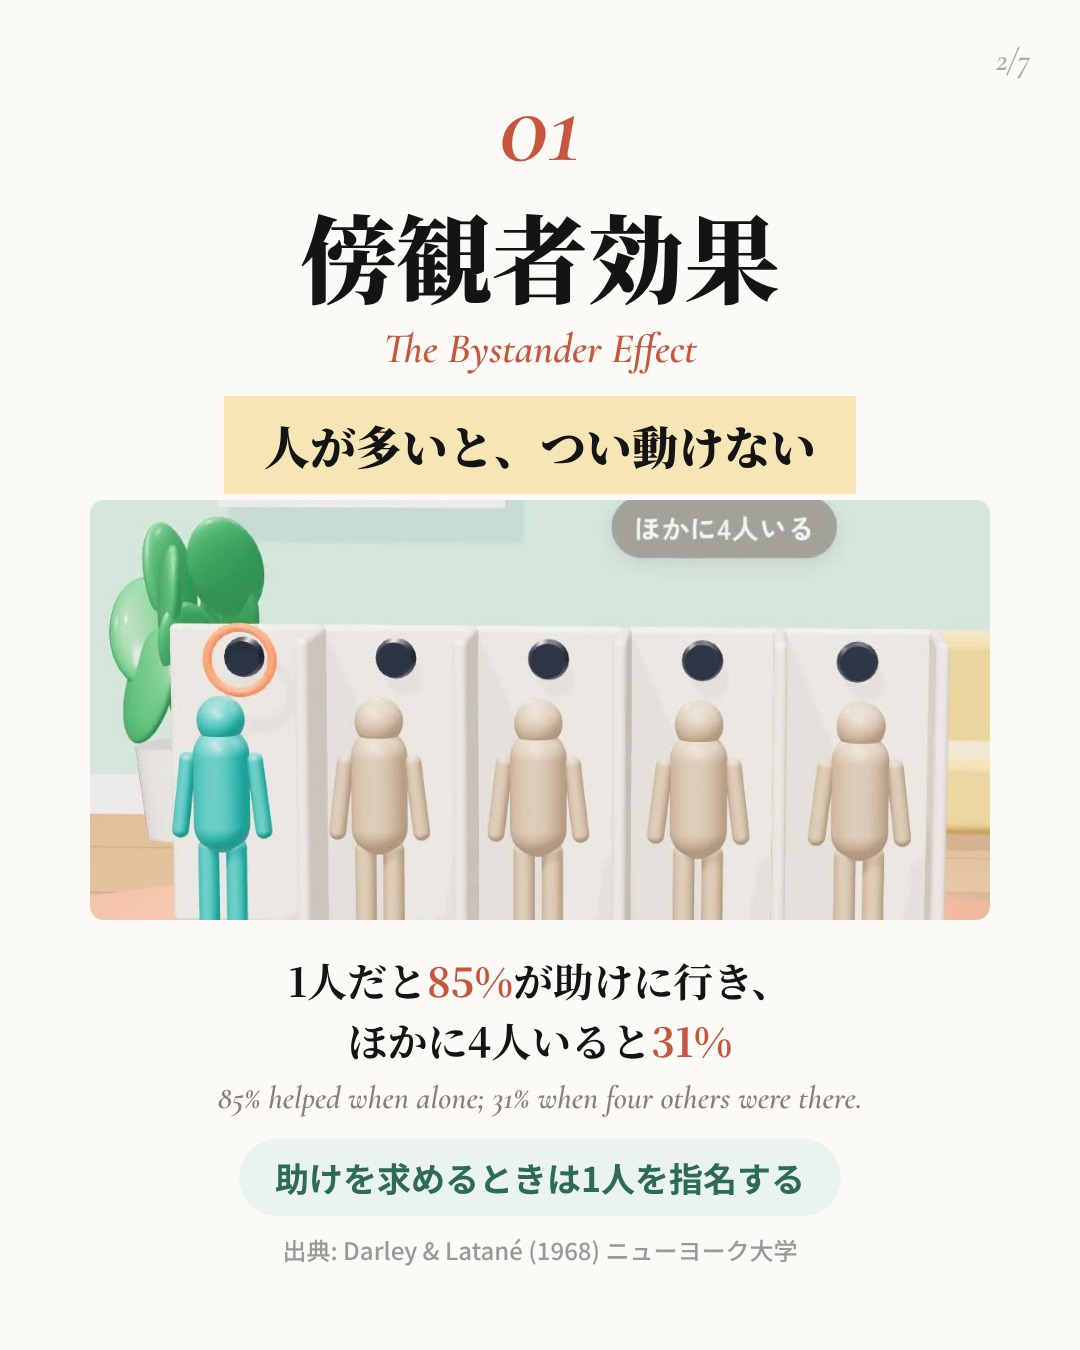 2/7
01
傍観者効果
The Bystander Effect
人が多いと、つい動けない
ほかに4人いる
1人だと85%が助けに行き、
ほかに4人いると31%
85% helped when alone; 31% when four others were there.
助けを求めるときは1人を指名する
出典: Darley & Latané (1968) ニューヨーク大学